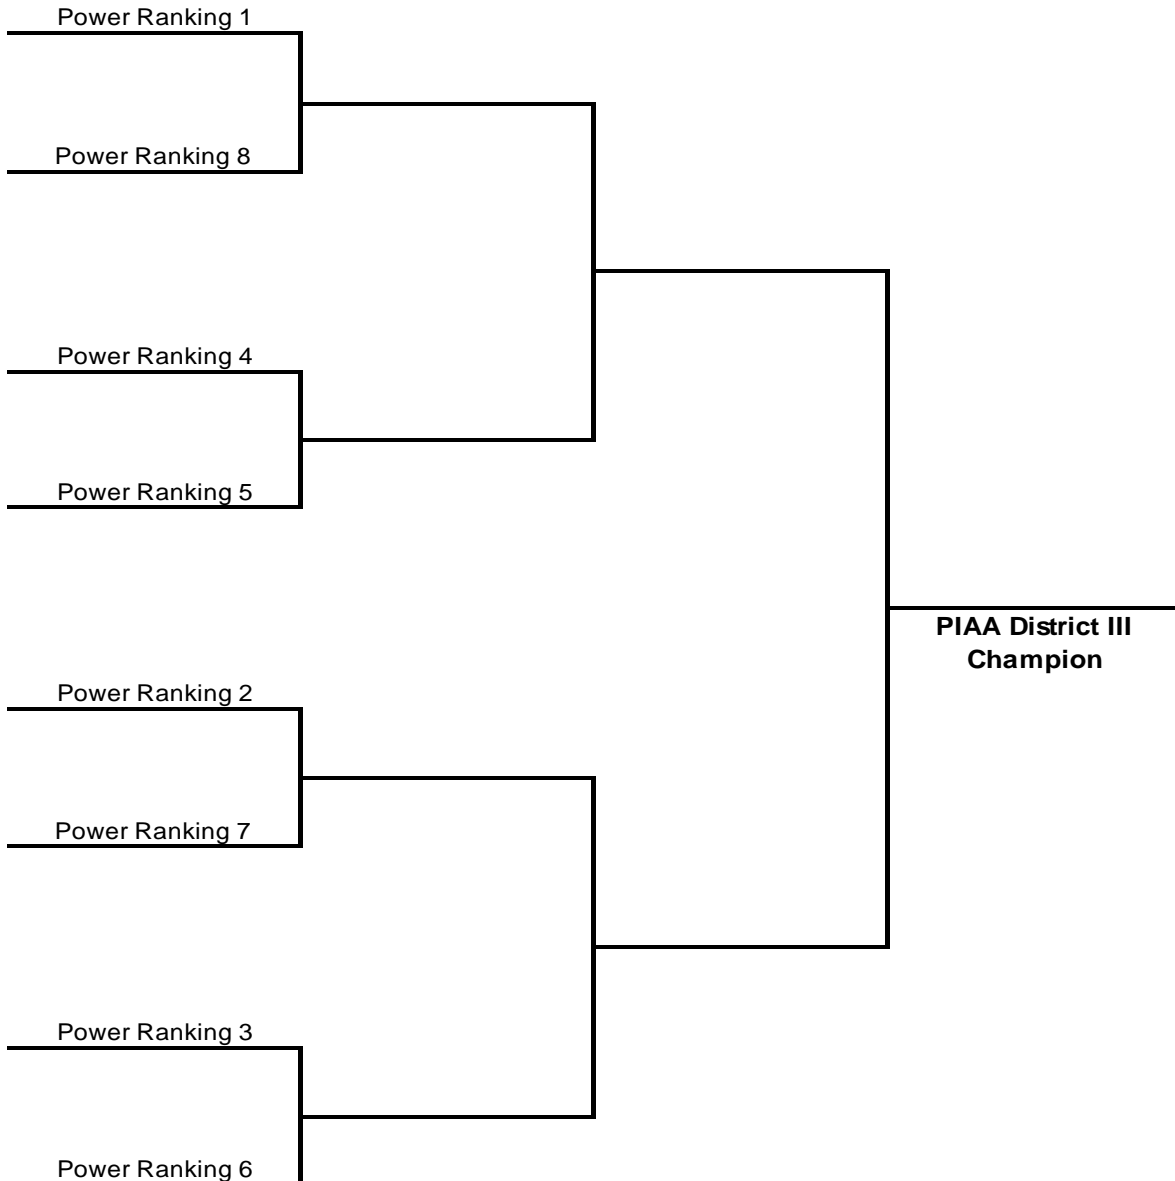 Power Ranking 1
Power Ranking 8
Power Ranking 4
Power Ranking 5
PIAA District III
Champion
Power Ranking 2
Power Ranking 7
Power Ranking 3
Power Ranking 6